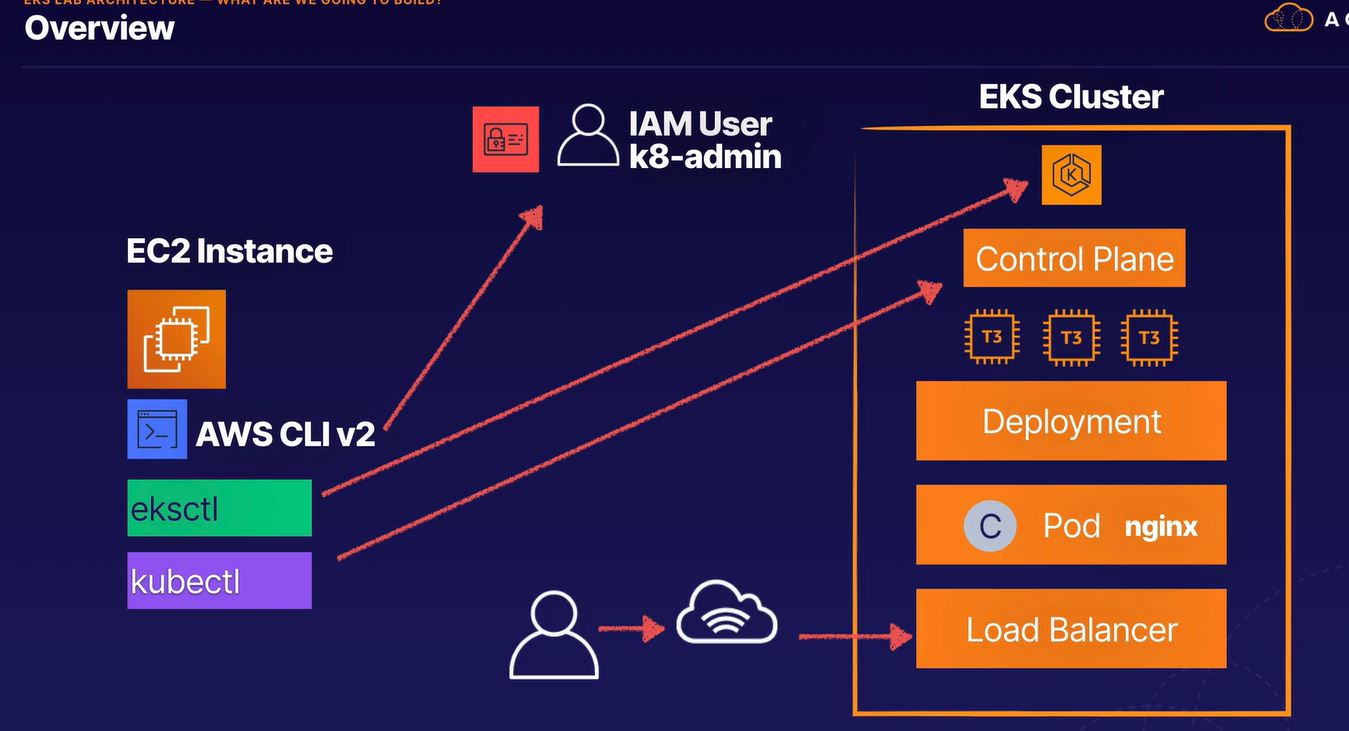 EKS LAB ARCHITECTURE — WHAT ARE WE GOING TO BUILD?
Overview
A
EKS Cluster
IAM User
k8-admin
K
EC2 Instance
Control Plane
T3 T3 T3
AWS CLI v2
Deployment
eksctl
C Pod nginx
kubectl
Load Balancer